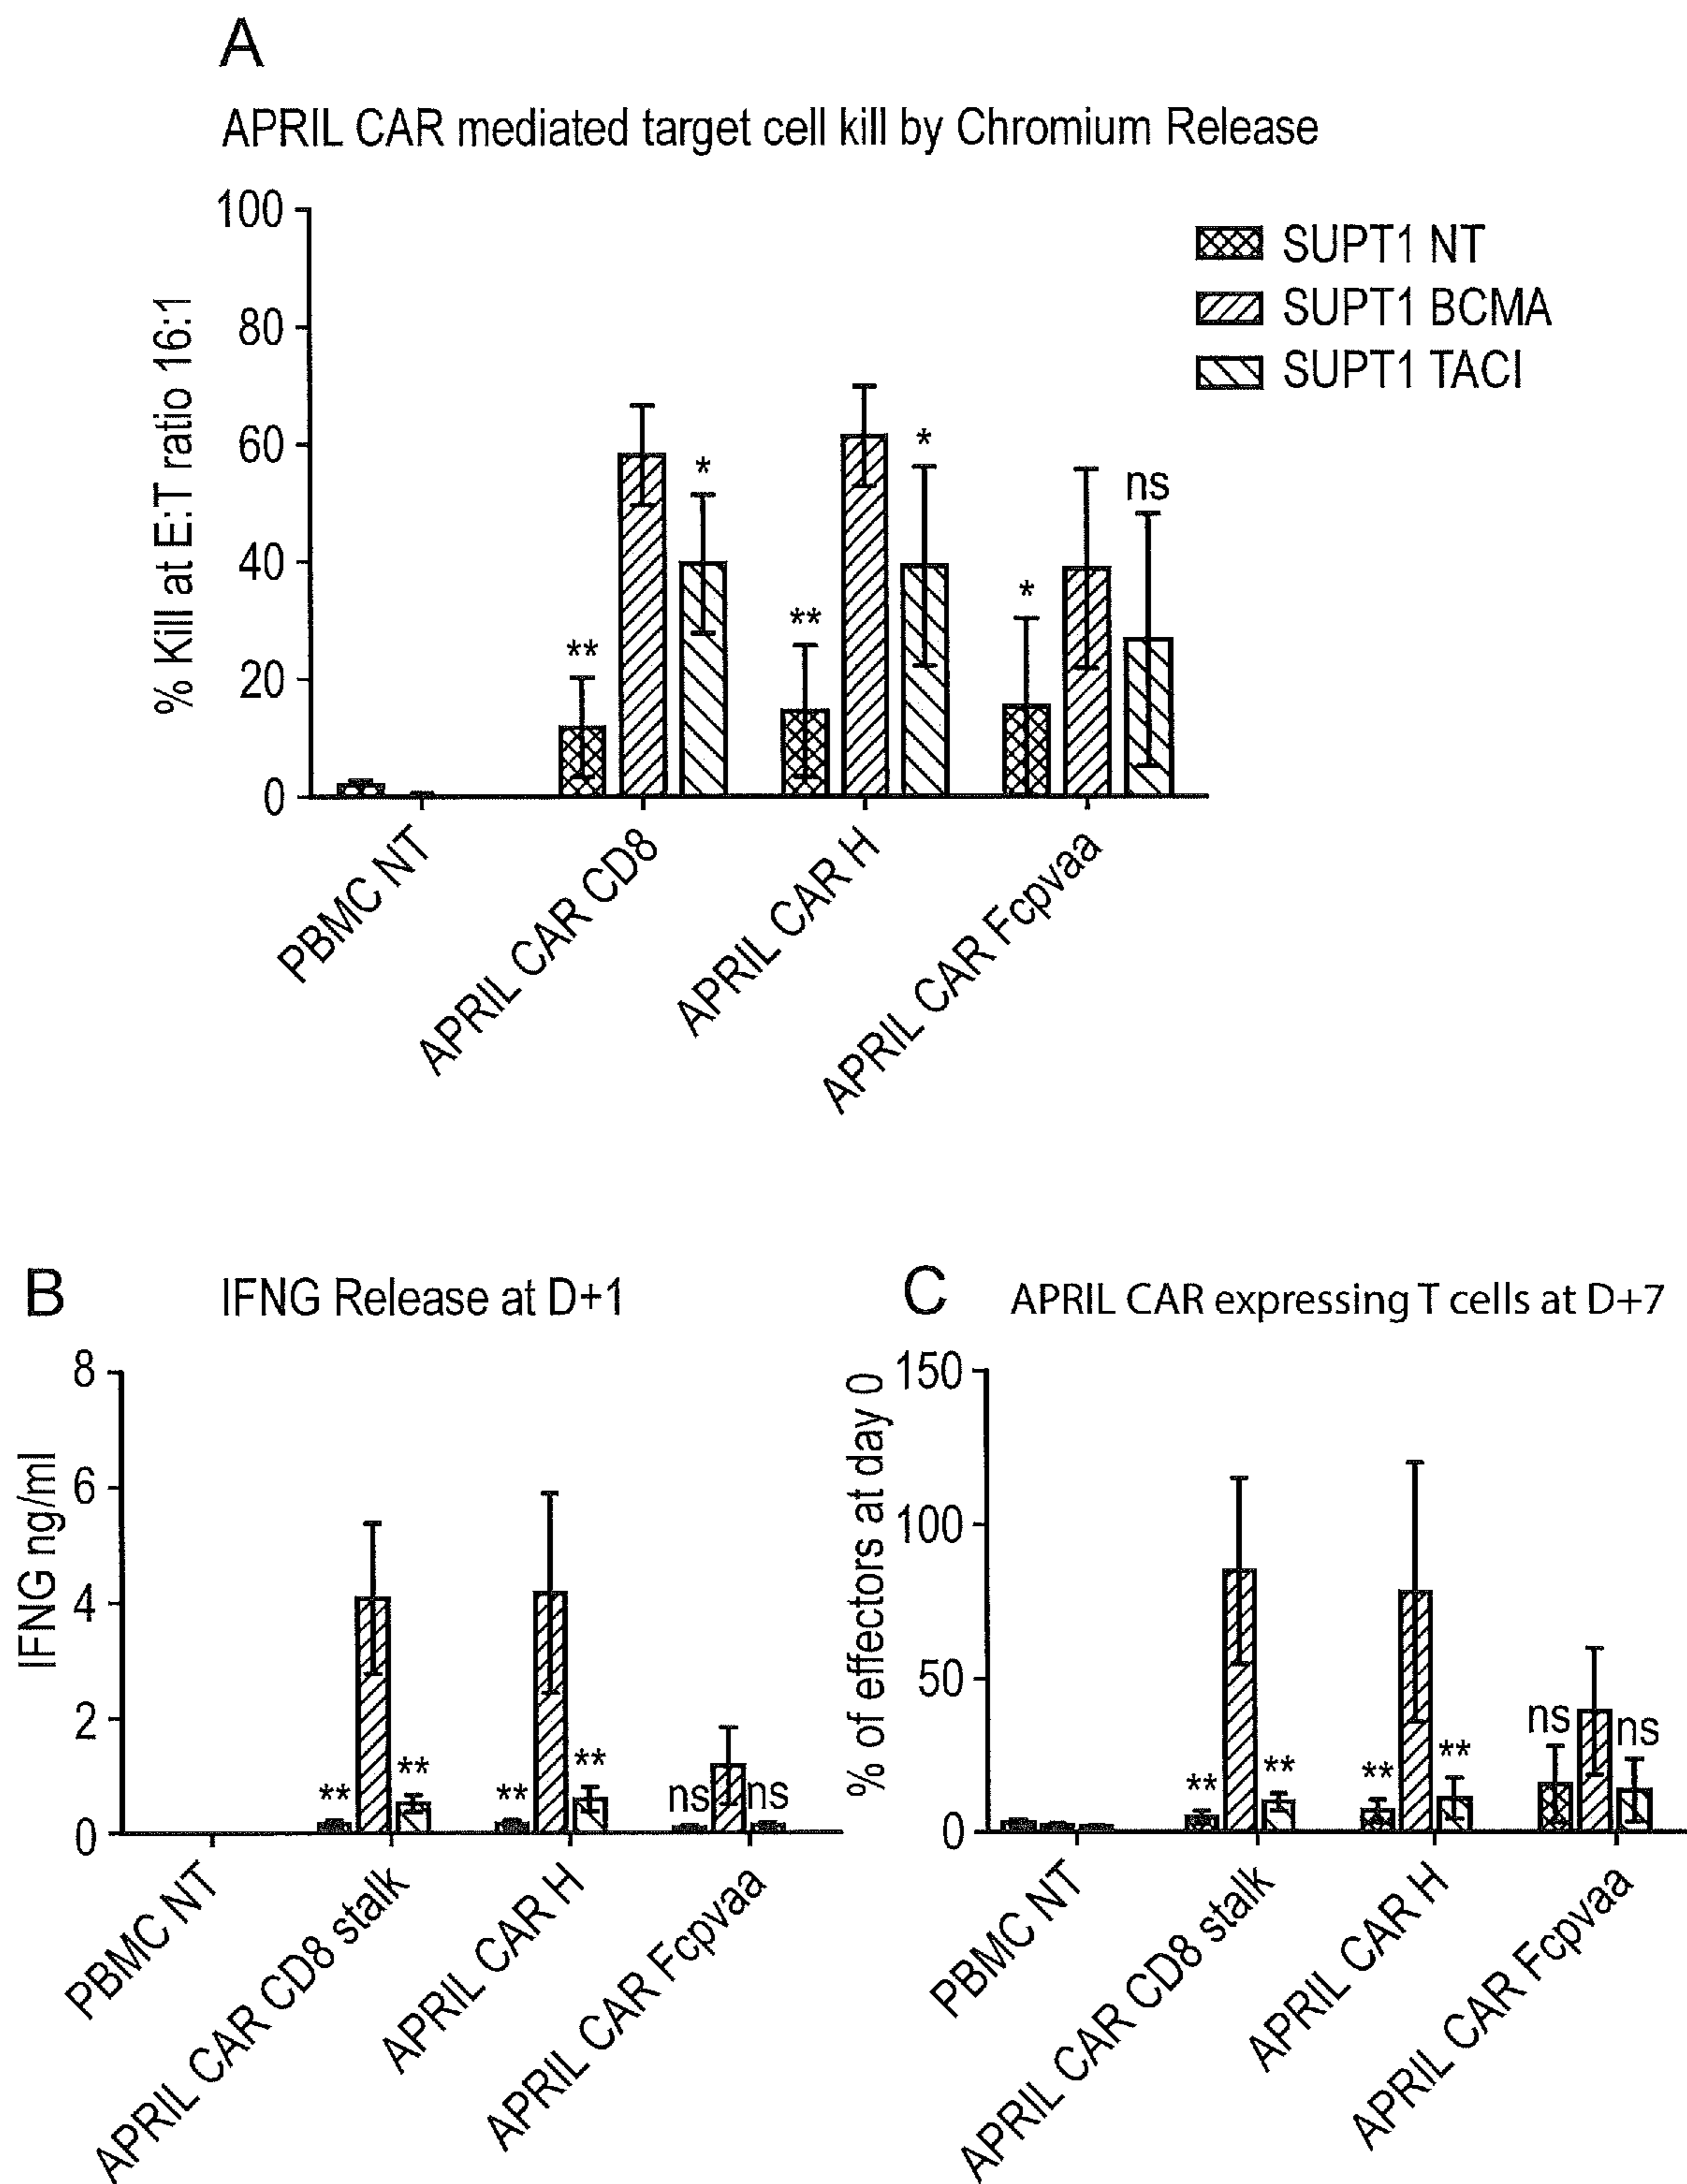 A
APRIL CAR mediated target cell kill by Chromium Release
% Kill at E:T ratio 16:1
100
80
60
40
20
0
SUPT1 NT
SUPT1 BCMA
SUPT1 TACI
**
*
**
*
*
ns
PBMC NT
APRIL CAR CD8
APRIL CAR H
APRIL CAR Fcpvaa
B
IFNG Release at D+1
IFNG ng/ml
8
6
4
2
0
**
**
**
**
ns
ns
PBMC NT
APRIL CAR CD8 stalk
APRIL CAR H
APRIL CAR Fcpvaa
C
APRIL CAR expressing T cells at D+7
% of effectors at day 0
150
100
50
0
**
**
**
**
ns
ns
PBMC NT
APRIL CAR CD8 stalk
APRIL CAR H
APRIL CAR Fcpvaa